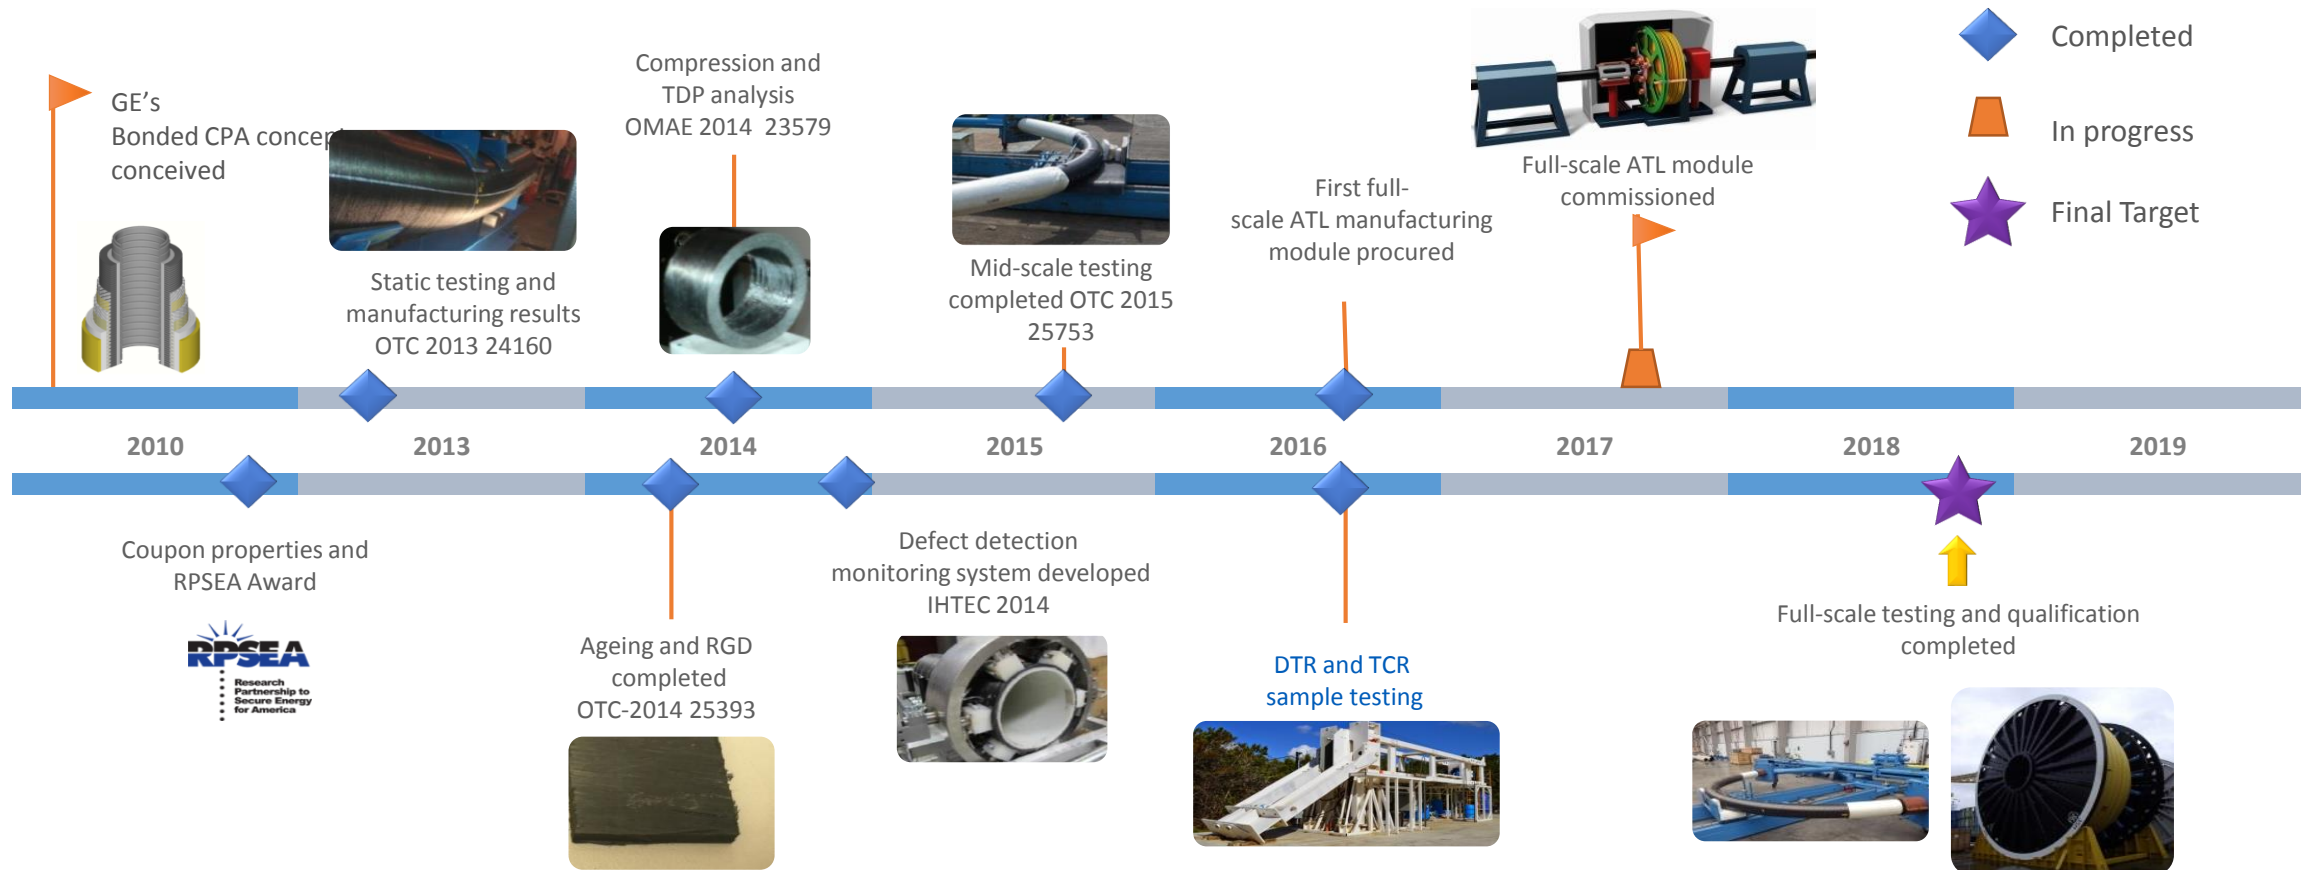 GE's
Bonded CPA concept
conceived
Static testing and
manufacturing results
OTC 2013 24160
Compression and
TDP analysis
OMAE 2014 23579
Mid-scale testing
completed OTC 2015
25753
First full-
scale ATL manufacturing
module procured
Full-scale ATL module
commissioned
Completed
In progress
Final Target
2010
2013
2014
2015
2016
2017
2018
2019
Coupon properties and
RPSEA Award
RPSEA
Research
Partnership to
Secure Energy
for America
Ageing and RGD
completed
OTC-2014 25393
Defect detection
monitoring system developed
IHTEC 2014
DTR and TCR
sample testing
Full-scale testing and qualification
completed